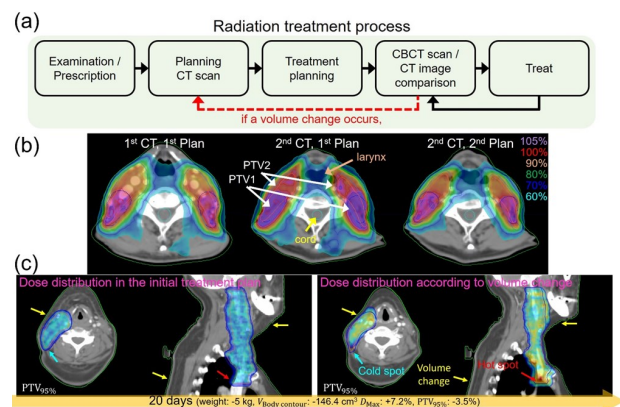 (a)
Radiation treatment process
Examination /
Prescription
Planning
CT scan
Treatment
planning
CBCT scan /
CT image
comparison
Treat
if a volume change occurs,
(b)
1st CT, 1st Plan
2nd CT, 1st Plan
2nd CT, 2nd Plan
PTV2
PTV1
larynx
cord
105%
100%
90%
80%
70%
60%
(c)
Dose distribution in the initial treatment plan
Dose distribution according to volume change
PTV95%
Cold spot
Volume
change
Hot spot
PTV95%
Cold spot
20 days (weight: -5 kg, VBody contour: -146.4 cm3 DMax: +7.2%, PTV95%: -3.5%)